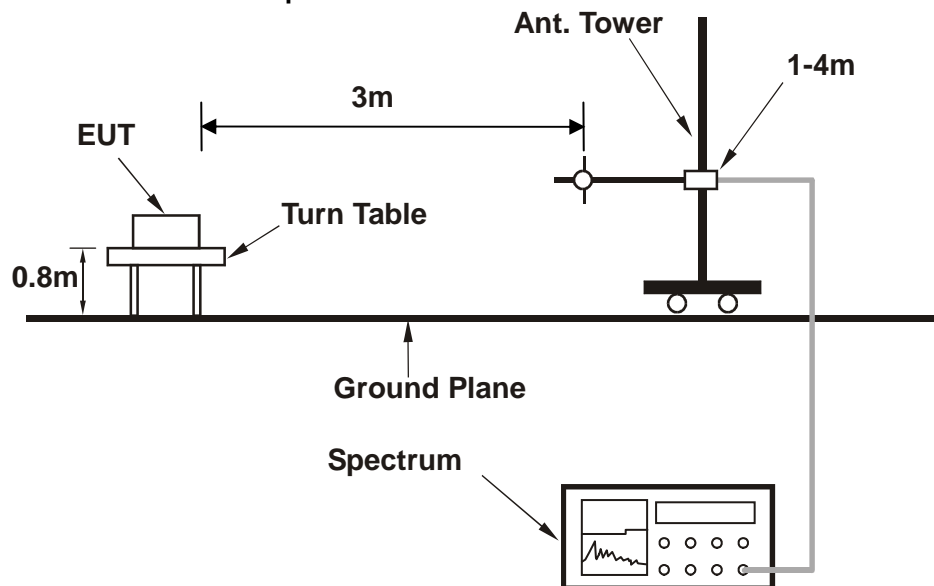 Ant. Tower
1-4m
3m
EUT
Turn Table
0.8m
Ground Plane
Spectrum